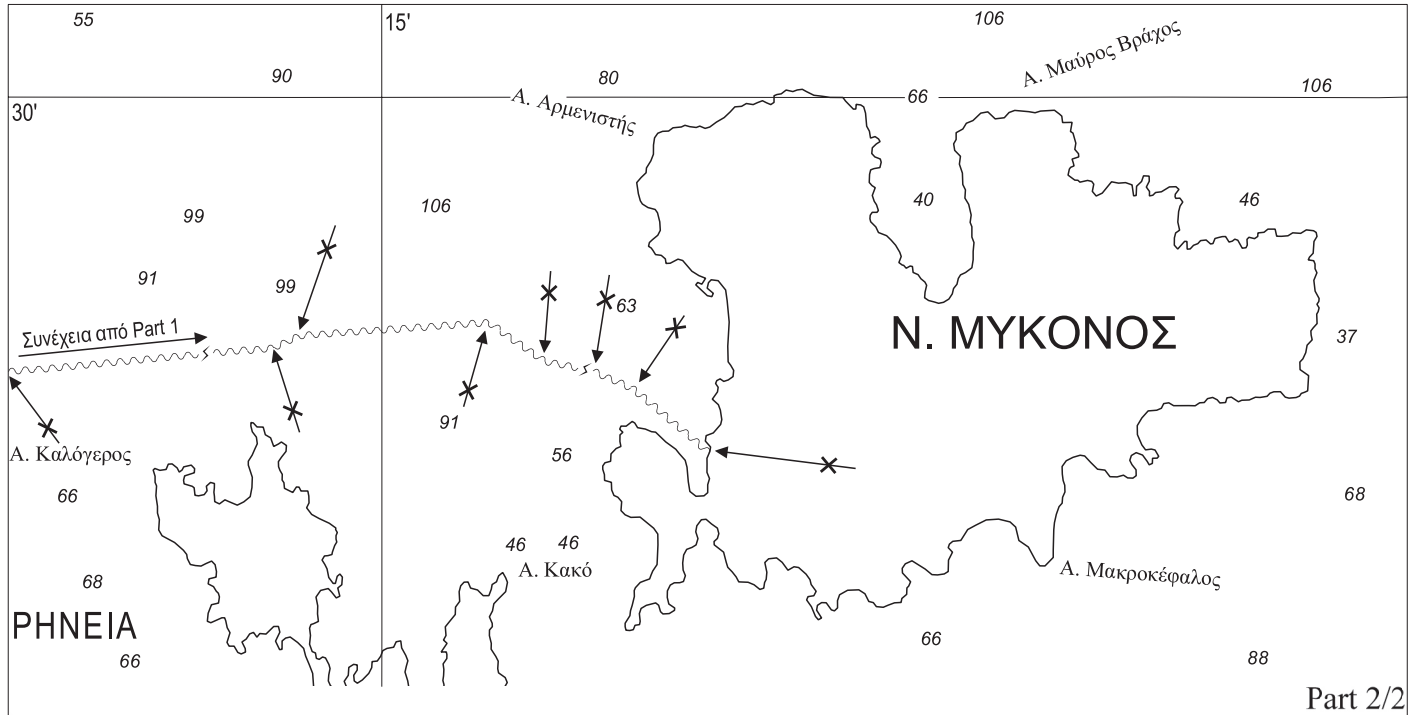 55
15'
106
90
80
Α. Μαύρος Βράχος
30'
Α. Αρμενιστής
66
106
99
106
40
46
91
99
63
Συνέχεια από Part 1
Ν. ΜΥΚΟΝΟΣ
37
91
Α. Καλόγερος
56
66
68
46
46
Α. Κακό
Α. Μακροκέφαλος
68
ΡΗΝΕΙΑ
66
66
88
Part 2/2